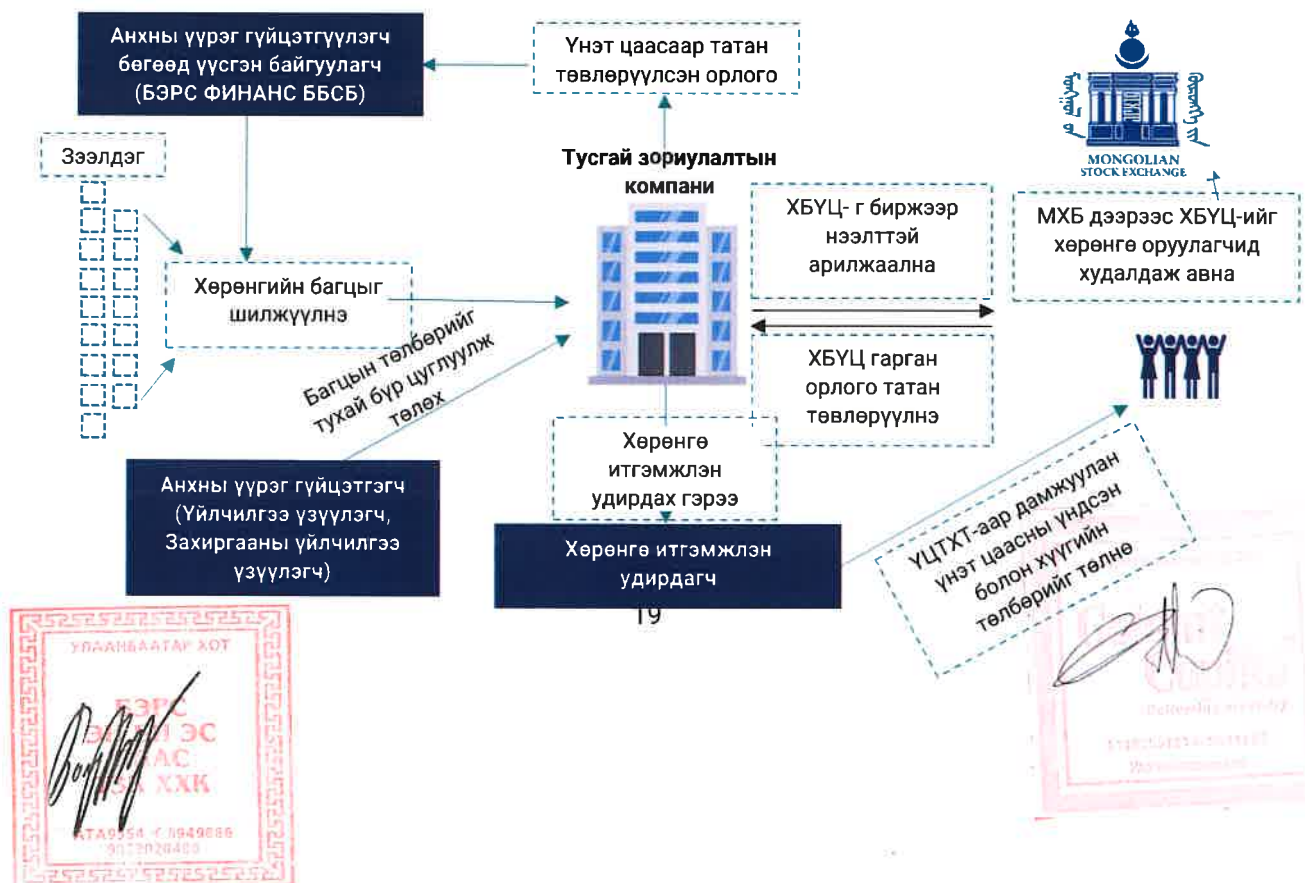 Анхны үүрэг гүйцэтгүүлэгч
бөгөөд үүсгэн байгуулагч
(БЭРС ФИНАНС ББСБ)
Үнэт цаасаар татан
төвлөрүүлсэн орлого
MONGOLIAN
STOCK EXCHANGE
Зээлдэг
Тусгай зориулалтын
компани
ХБҮЦ- г биржээр
нээлттэй
арилжаална
МХБ дээрээс ХБҮЦ-ийг
хөрөнгө оруулагчид
худалдаж авна
Хөрөнгийн багцыг
шилжүүлнэ
Багцын төлбөрийг
тухай бүр цуглуулж
төлөх
ХБҮЦ гарган
орлого татан
төвлөрүүлнэ
Хөрөнгө
итгэмжлэн
удирдах гэрээ
Анхны үүрэг гүйцэтгэгч
(Үйлчилгээ үзүүлэгч,
Захиргааны үйлчилгээ
үзүүлэгч)
Хөрөнгө итгэмжлэн
удирдагч
ҮЦТХТ-аар дамжуулан
үнэт цаасны үндсэн
болон хүүгийн
төлбөрийг төлнө
19
УЛААНБААТАР ХОТ
БЭРС
ЭС
ХХК